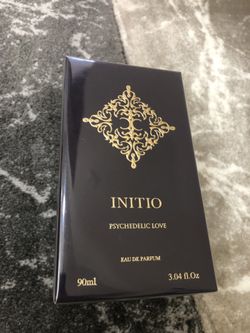 INITIO
PSYCHEDELIC LOVE
EAU DE PARFUM
90ml 3.04 fl.Oz